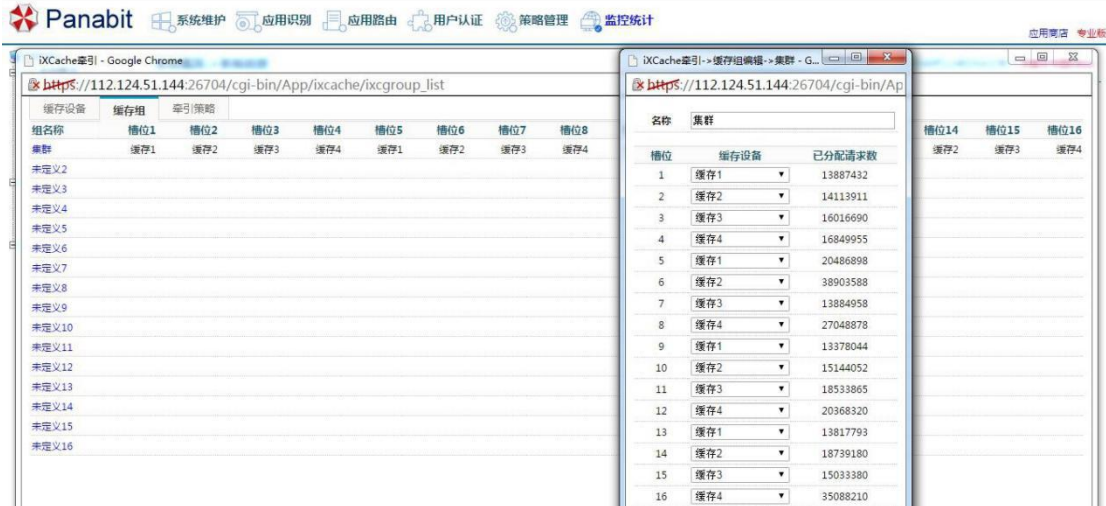 Panabit 系统维护 应用识别 应用路由 用户认证 策略管理 监控统计
应用商店 专业版
iXCache牵引 - Google Chrome
https://112.124.51.144:26704/cgi-bin/App/ixcache/ixcgroup_list
缓存设备 缓存组 牵引策略
组名称 槽位1 槽位2 槽位3 槽位4 槽位5 槽位6 槽位7 槽位8
集群 缓存1 缓存2 缓存3 缓存4 缓存1 缓存2 缓存3 缓存4
未定义2
未定义3
未定义4
未定义5
未定义6
未定义7
未定义8
未定义9
未定义10
未定义11
未定义12
未定义13
未定义14
未定义15
未定义16
iXCache牵引->缓存组编辑->集群 - G...
https://112.124.51.144:26704/cgi-bin/Ap
名称 集群
槽位 缓存设备 已分配请求数
1 缓存1 13887432
2 缓存2 14113911
3 缓存3 16016690
4 缓存4 16849955
5 缓存1 20486898
6 缓存2 38903588
7 缓存3 13884958
8 缓存4 27048878
9 缓存1 13378044
10 缓存2 15144052
11 缓存3 18533865
12 缓存4 20368320
13 缓存1 13817793
14 缓存2 18739180
15 缓存3 15033380
16 缓存4 35088210
槽位14 槽位15 槽位16
缓存2 缓存3 缓存4